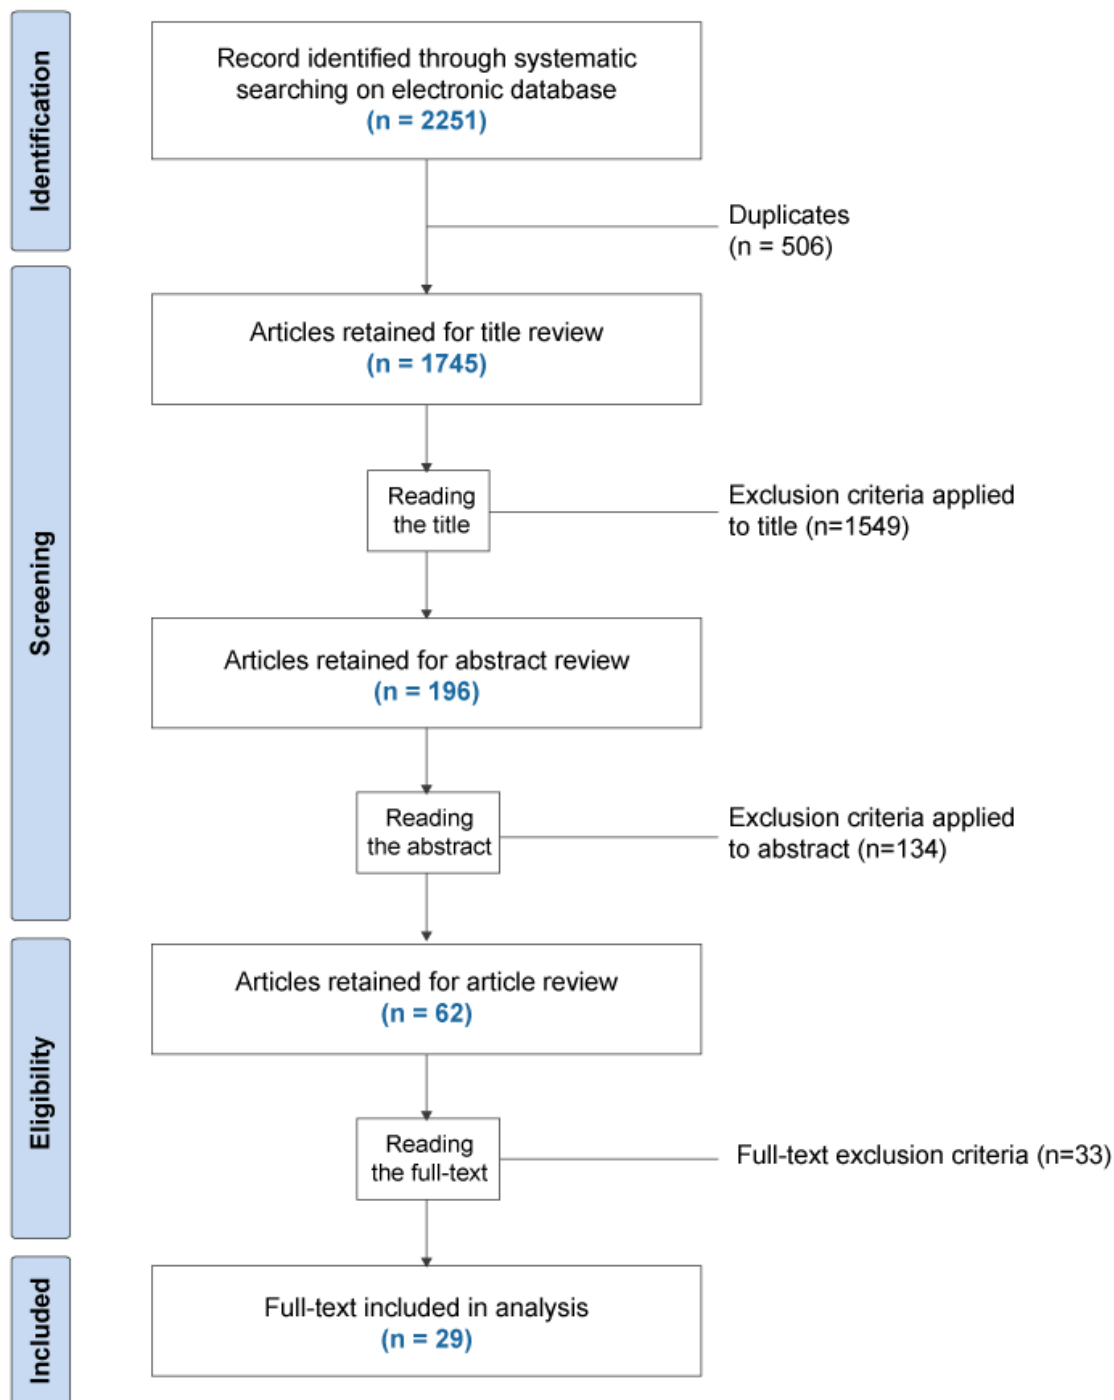 Identification
Record identified through systematic
searching on electronic database
(n = 2251)
Duplicates
(n = 506)
Screening
Articles retained for title review
(n = 1745)
Reading
the title
Exclusion criteria applied
to title (n=1549)
Articles retained for abstract review
(n = 196)
Reading
the abstract
Exclusion criteria applied
to abstract (n=134)
Eligibility
Articles retained for article review
(n = 62)
Reading
the full-text
Full-text exclusion criteria (n=33)
Included
Full-text included in analysis
(n = 29)